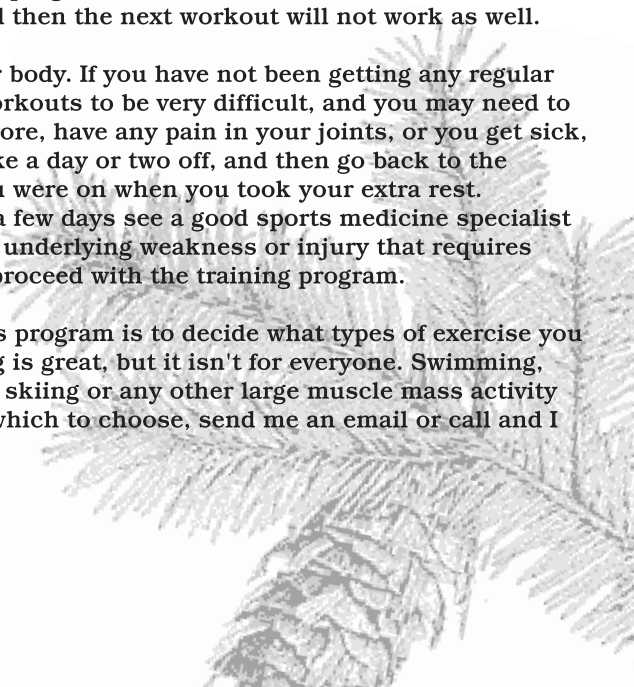 then the next workout will not work as well.
body. If you have not been getting any regular
orkouts to be very difficult, and you may need to
ore, have any pain in your joints, or you get sick,
ke a day or two off, and then go back to the
u were on when you took your extra rest.
a few days see a good sports medicine specialist
underlying weakness or injury that requires
proceed with the training program.
s program is to decide what types of exercise you
g is great, but it isn't for everyone. Swimming,
skiing or any other large muscle mass activity
which to choose, send me an email or call and I